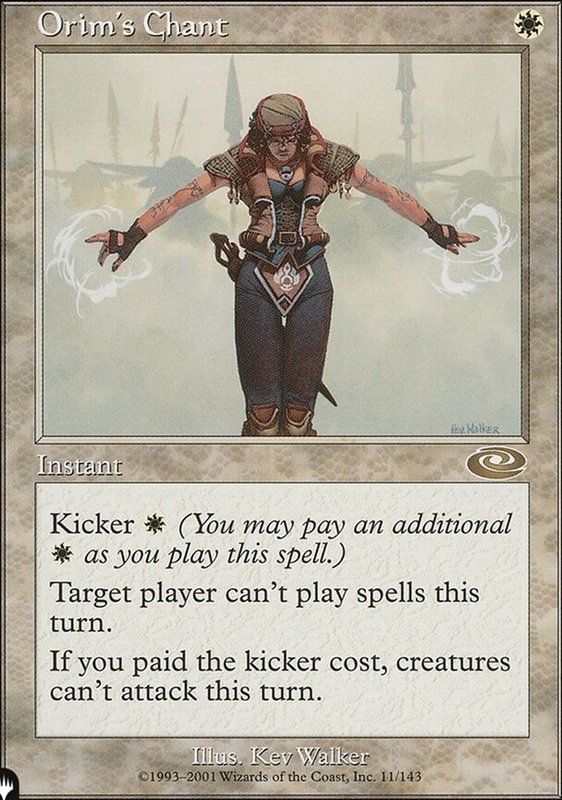 Orim's Chant
Kev Walker
Instant
Kicker (You may pay an additional
as you play this spell.)
Target player can't play spells this
turn.
If you paid the kicker cost, creatures
can't attack this turn.
Illus. Kev Walker
©1993–2001 Wizards of the Coast, Inc. 11/143